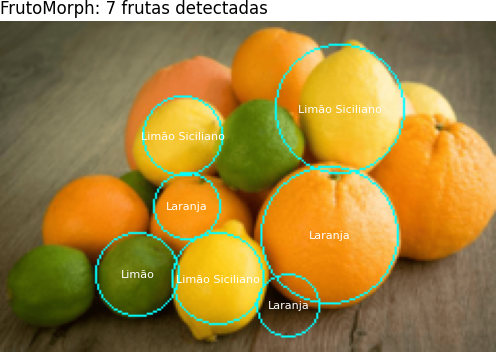 FrutoMorph: 7 frutas detectadas
Limão Siciliano
Limão Siciliano
Laranja
Laranja
Limão
Limão Siciliano
Laranja